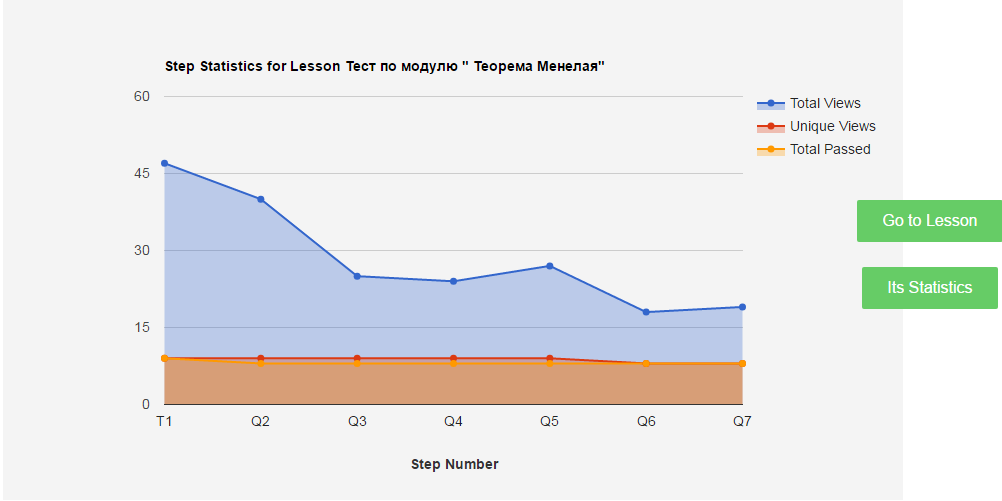 Step Statistics for Lesson Тест по модулю " Теорема Менелая"
60
45
30
15
0
T1 Q2 Q3 Q4 Q5 Q6 Q7
Step Number
Total Views
Unique Views
Total Passed
Go to Lesson
Its Statistics